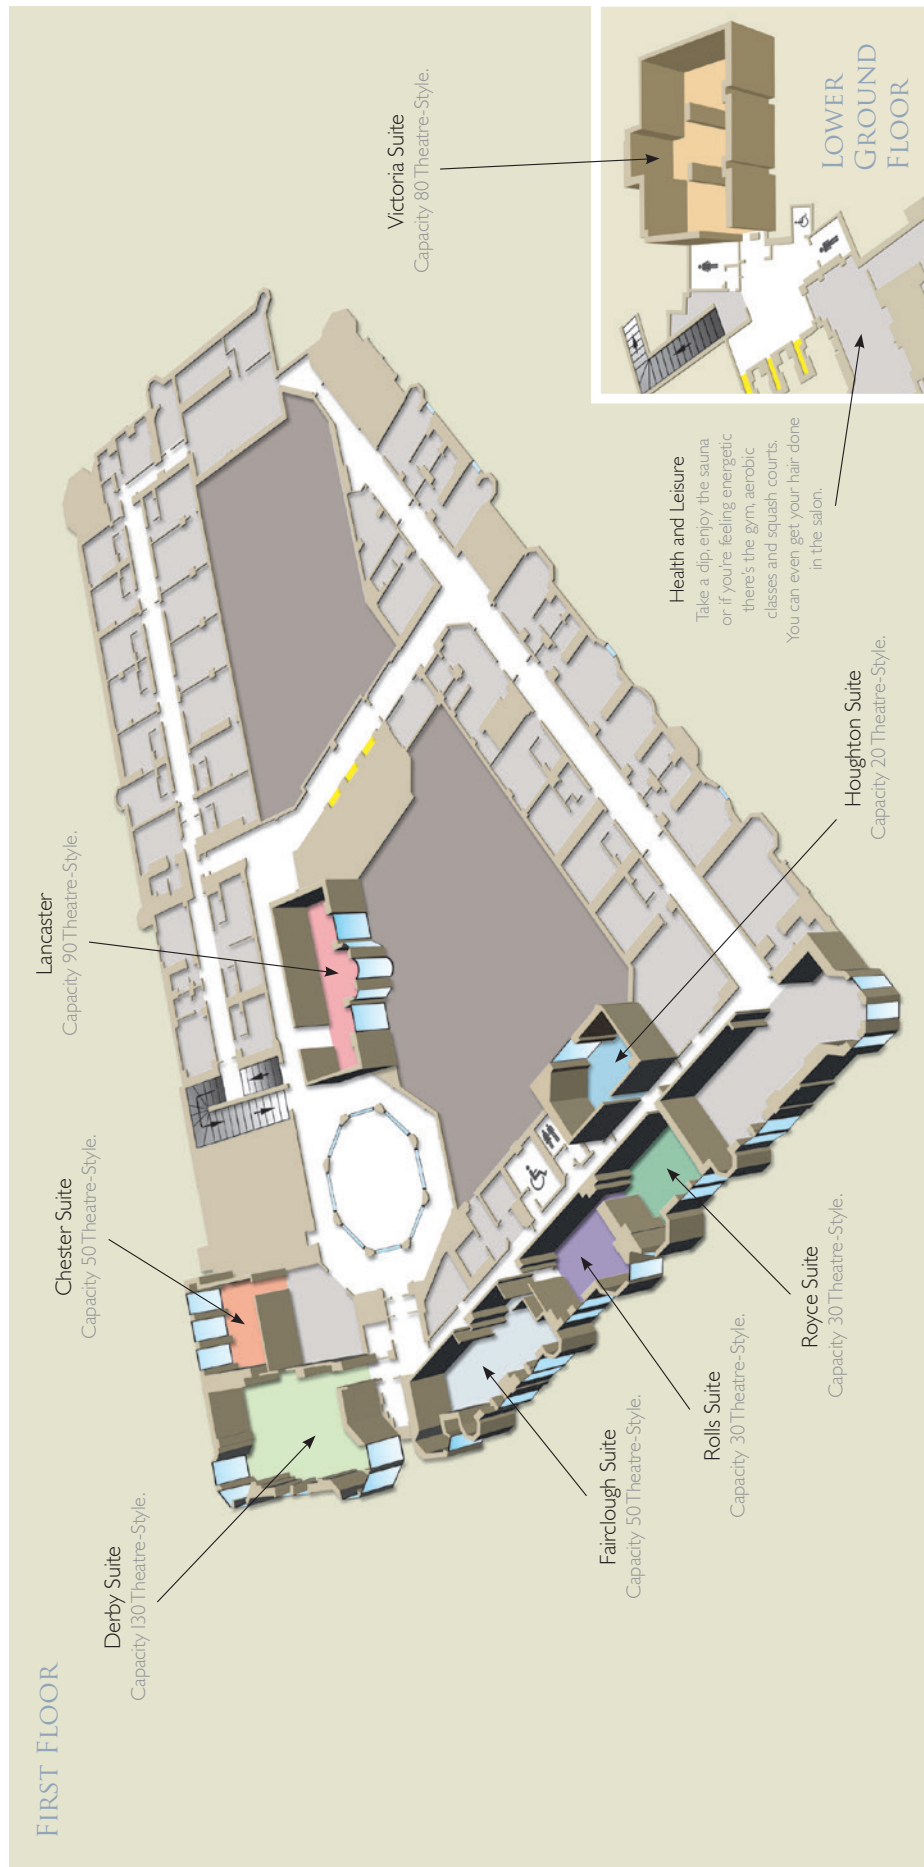 FIRST FLOOR
Derby Suite
Capacity 130 Theatre-Style.
Chester Suite
Capacity 50 Theatre-Style.
Lancaster
Capacity 90 Theatre-Style.
Victoria Suite
Capacity 80 Theatre-Style.
Fairclough Suite
Capacity 50 Theatre-Style.
Rolls Suite
Capacity 30 Theatre-Style.
Royce Suite
Capacity 30 Theatre-Style.
Houghton Suite
Capacity 20 Theatre-Style.
Health and Leisure
Take a dip, enjoy the sauna
or if you're feeling energetic
there's the gym, aerobic
classes and squash courts.
You can even get your hair done
in the salon.
LOWER
GROUND
FLOOR